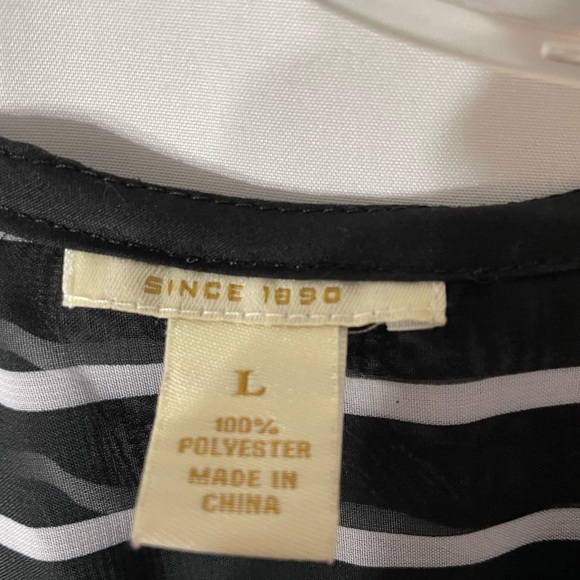 SINCE 1890
L
100%
POLYESTER
MADE IN
CHINA